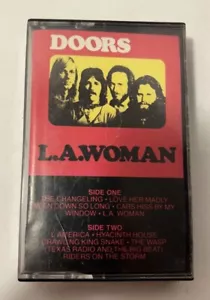 DOORS
L.A.WOMAN
SIDE ONE
THE CHANGELING • LOVE HER MADLY
BEEN DOWN SO LONG • CARS HISS BY MY
WINDOW • L.A. WOMAN
SIDE TWO
L'AMERICA • HYACINTH HOUSE
CRAWLING KING SNAKE • THE WASP
(TEXAS RADIO AND THE BIG BEAT)
RIDERS ON THE STORM